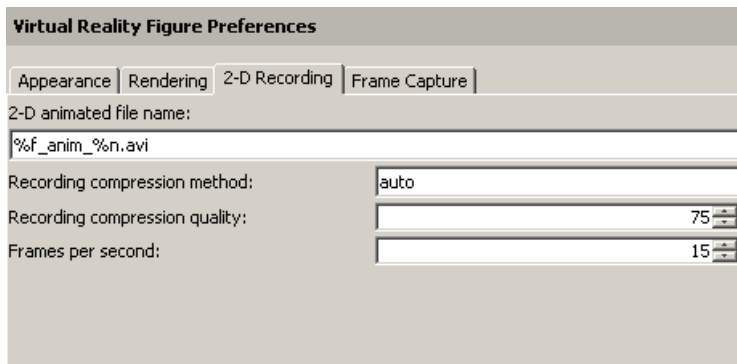 Virtual Reality Figure Preferences
Appearance Rendering 2-D Recording Frame Capture
2-D animated file name:
%f_anim_%n.avi
Recording compression method: auto
Recording compression quality: 75
Frames per second: 15